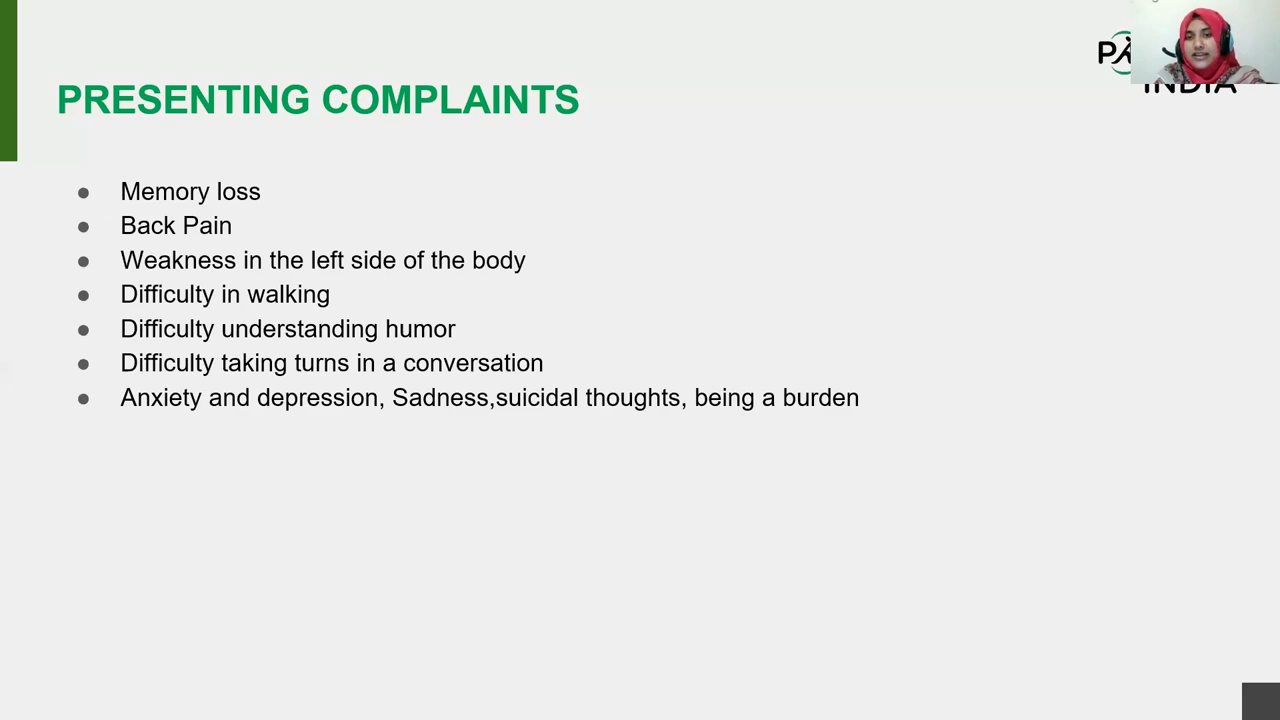 PRESENTING COMPLAINTS
● Memory loss
● Back Pain
● Weakness in the left side of the body
● Difficulty in walking
● Difficulty understanding humor
● Difficulty taking turns in a conversation
● Anxiety and depression, Sadness,suicidal thoughts, being a burden
INDIA